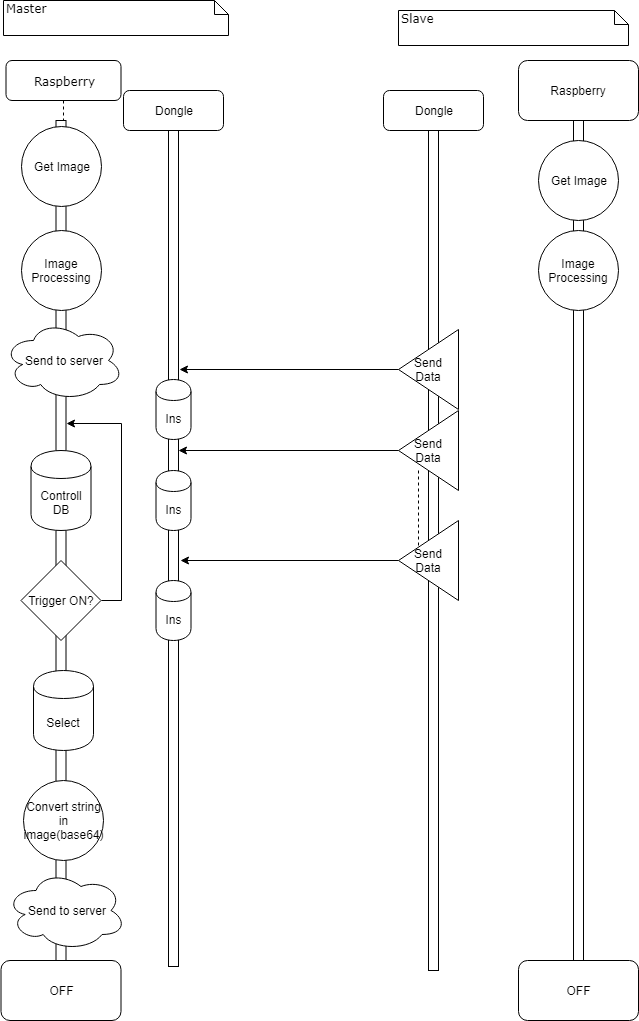 Master
Slave
Raspberry
Dongle
Dongle
Raspberry
Get Image
Get Image
Image
Processing
Image
Processing
Send to server
Send
Data
Ins
Send
Data
Controll
DB
Ins
Send
Data
Trigger ON?
Ins
Select
Convert string
in
image(base64)
Send to server
OFF
OFF